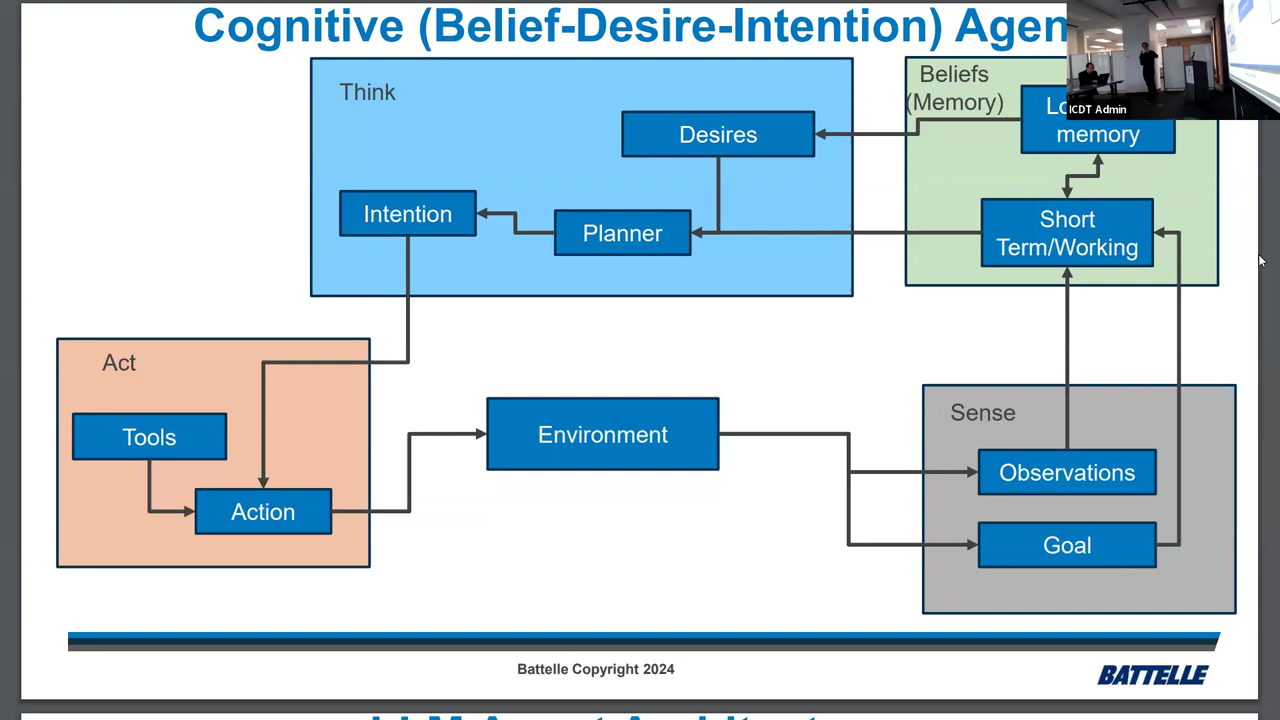 Cognitive (Belief-Desire-Intention)
ICDT Admin
Think
Beliefs
(Memory)
memory
Desires
Intention
Planner
Short
Term/Working
Act
Tools
Action
Environment
Sense
Observations
Goal
Battelle Copyright 2024
BATTELLE